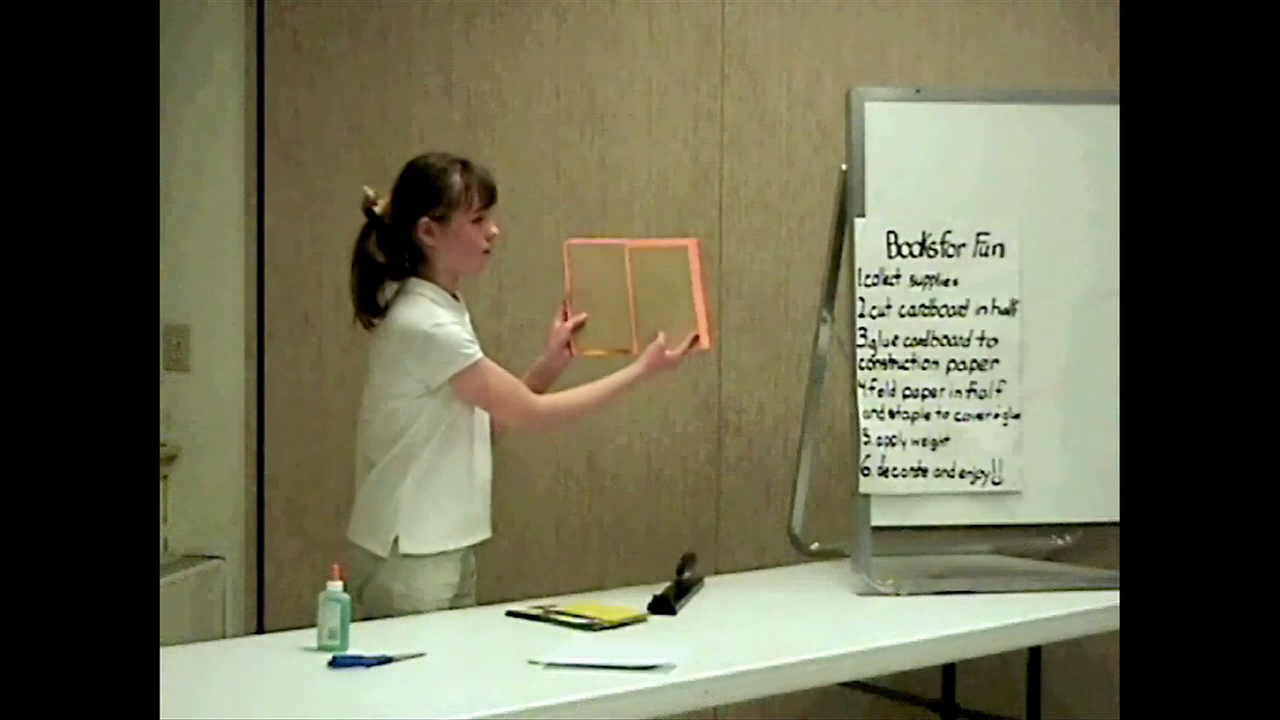 Books for Fun
1. collect supplies
2. cut cardboard in half
3. glue cardboard to
construction paper
4. fold paper in half
and staple to cover + glue
5. apply weight
6. decorate and enjoy!!